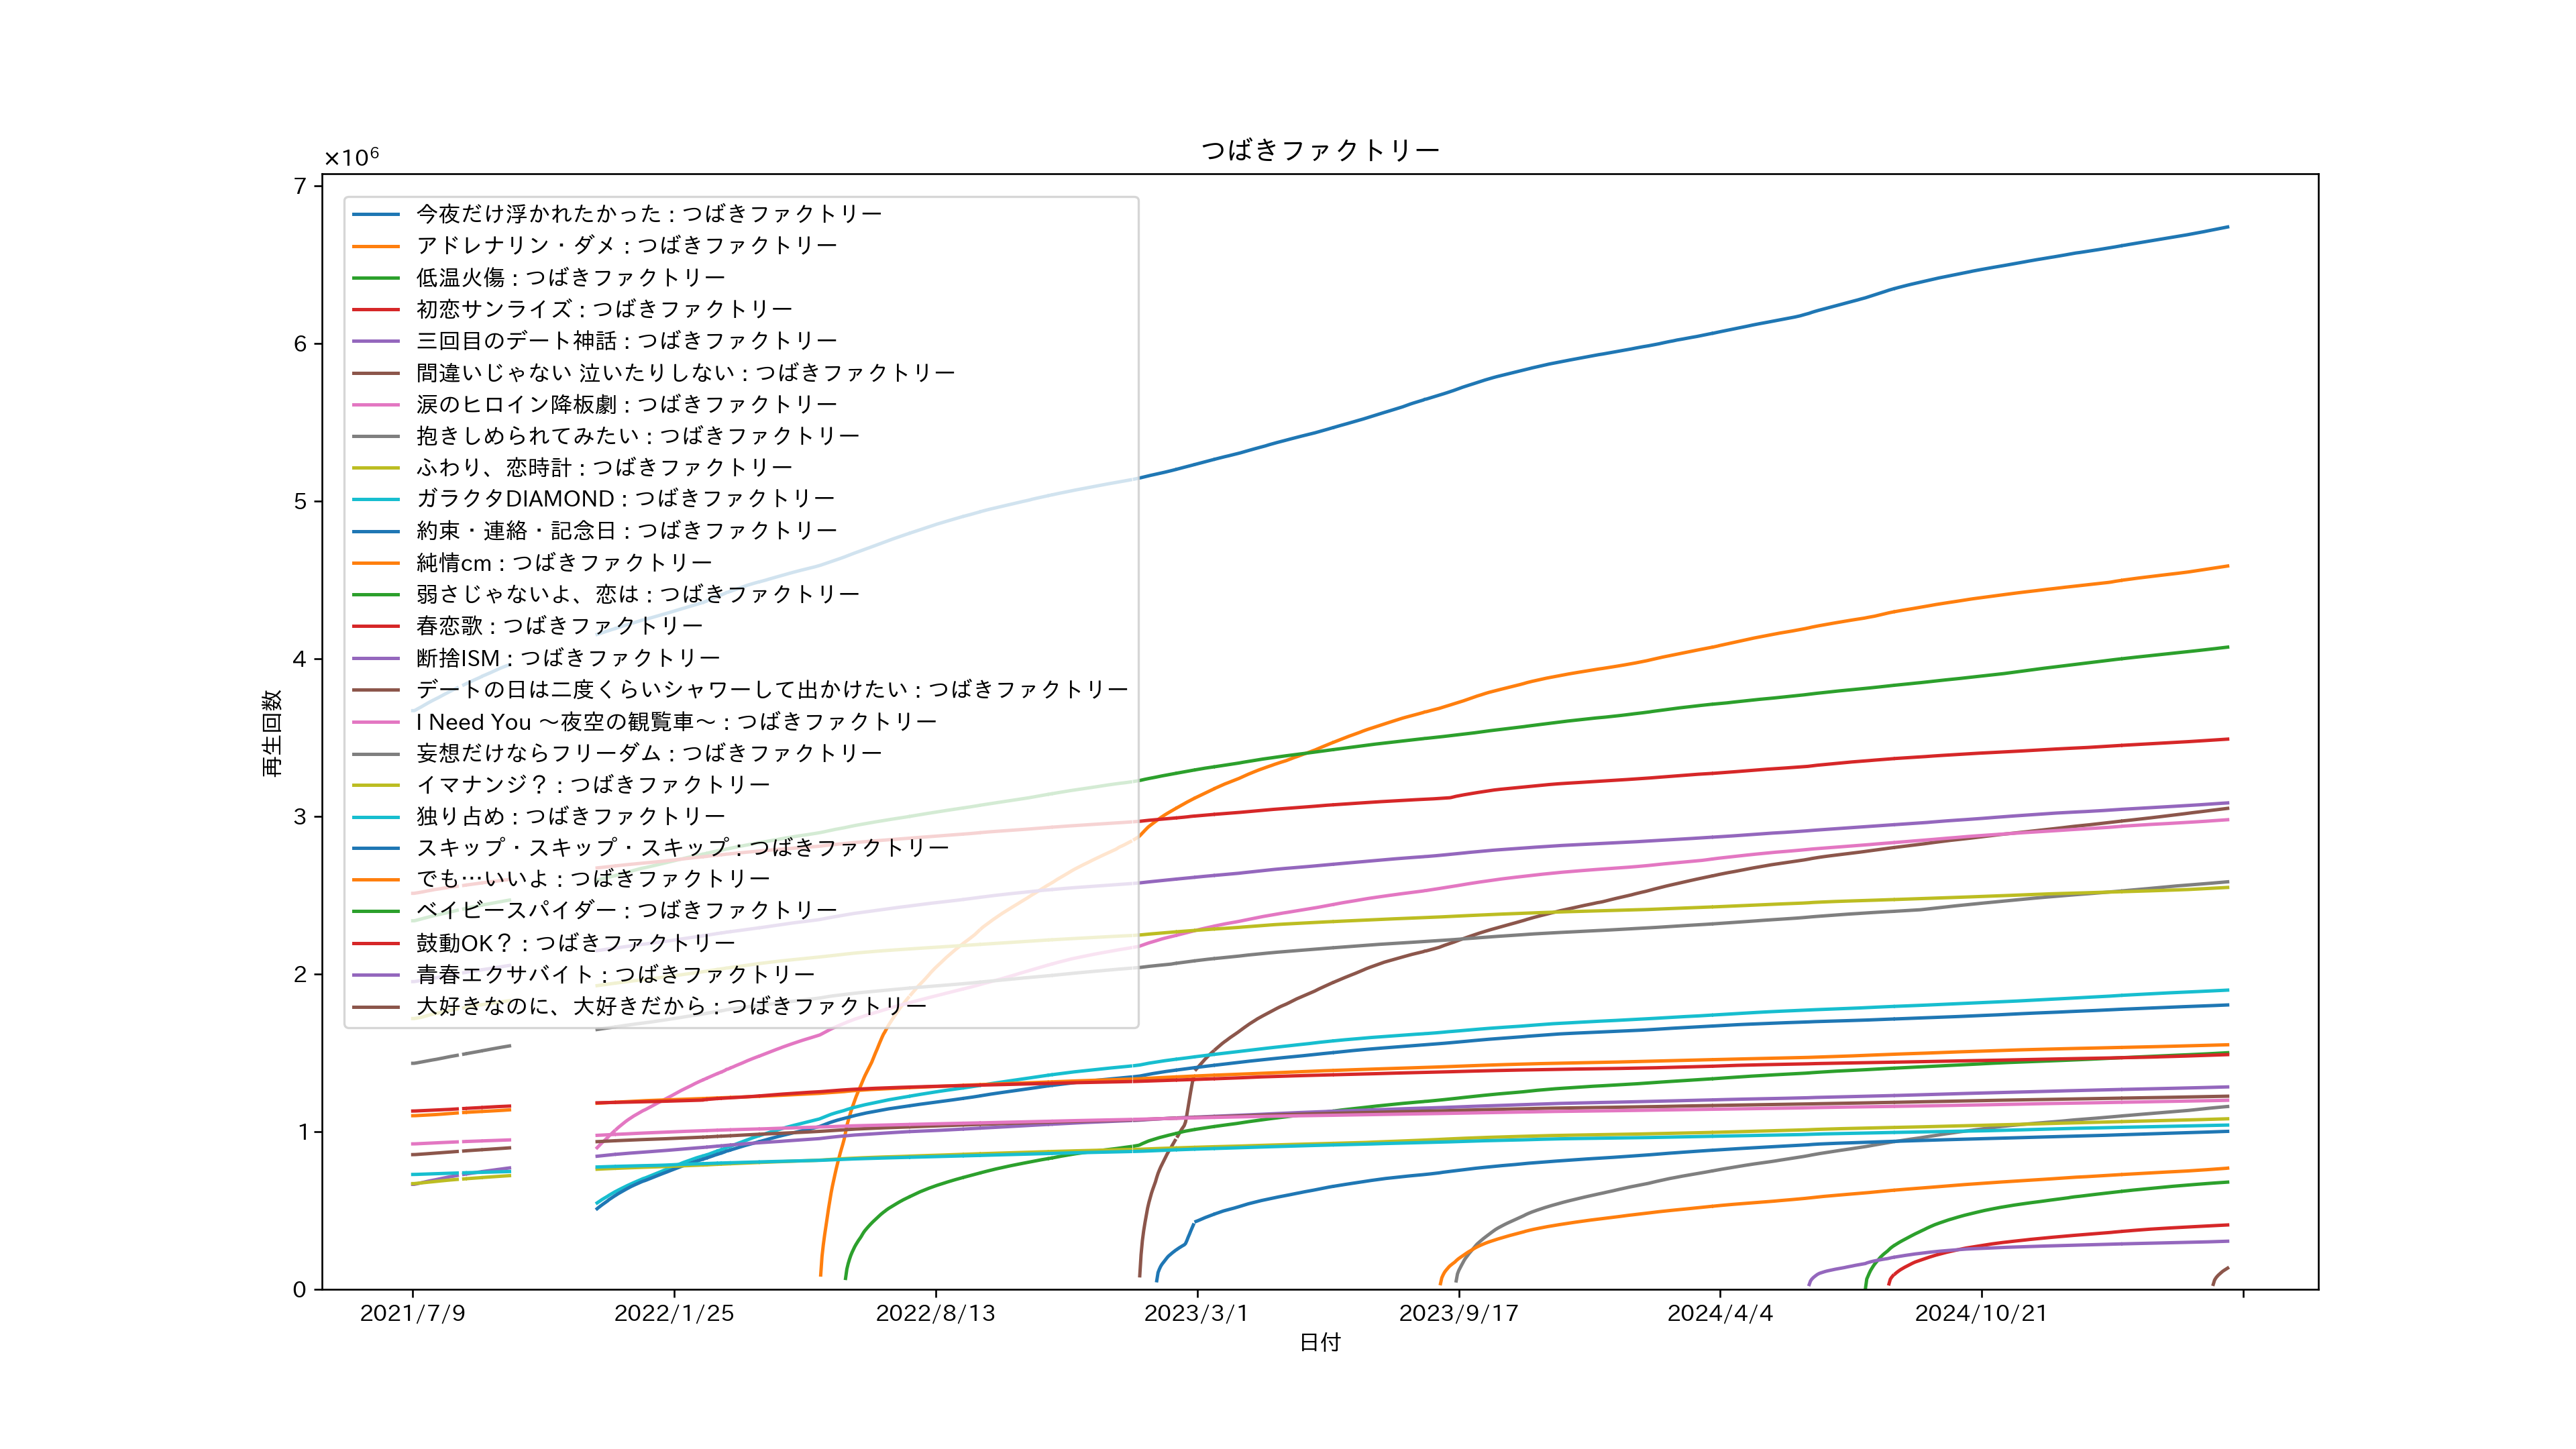 つばきファクトリー
×10⁶
7
6
5
4
3
2
1
0
再生回数
今夜だけ浮かれたかった : つばきファクトリー
アドレナリン・ダメ : つばきファクトリー
低温火傷 : つばきファクトリー
初恋サンライズ : つばきファクトリー
三回目のデート神話 : つばきファクトリー
間違いじゃない 泣いたりしない : つばきファクトリー
涙のヒロイン降板劇 : つばきファクトリー
抱きしめられてみたい : つばきファクトリー
ふわり、恋時計 : つばきファクトリー
ガラクタDIAMOND : つばきファクトリー
約束・連絡・記念日 : つばきファクトリー
純情cm : つばきファクトリー
弱さじゃないよ、恋は : つばきファクトリー
春恋歌 : つばきファクトリー
断捨ISM : つばきファクトリー
デートの日は二度くらいシャワーして出かけたい : つばきファクトリー
I Need You ～夜空の観覧車～ : つばきファクトリー
妄想だけならフリーダム : つばきファクトリー
イマナンジ？ : つばきファクトリー
独り占め : つばきファクトリー
スキップ・スキップ・スキップ : つばきファクトリー
でも…いいよ : つばきファクトリー
ベイビースパイダー : つばきファクトリー
鼓動OK？ : つばきファクトリー
青春エクサバイト : つばきファクトリー
大好きなのに、大好きだから : つばきファクトリー
2021/7/9
2022/1/25
2022/8/13
2023/3/1
2023/9/17
2024/4/4
2024/10/21
日付